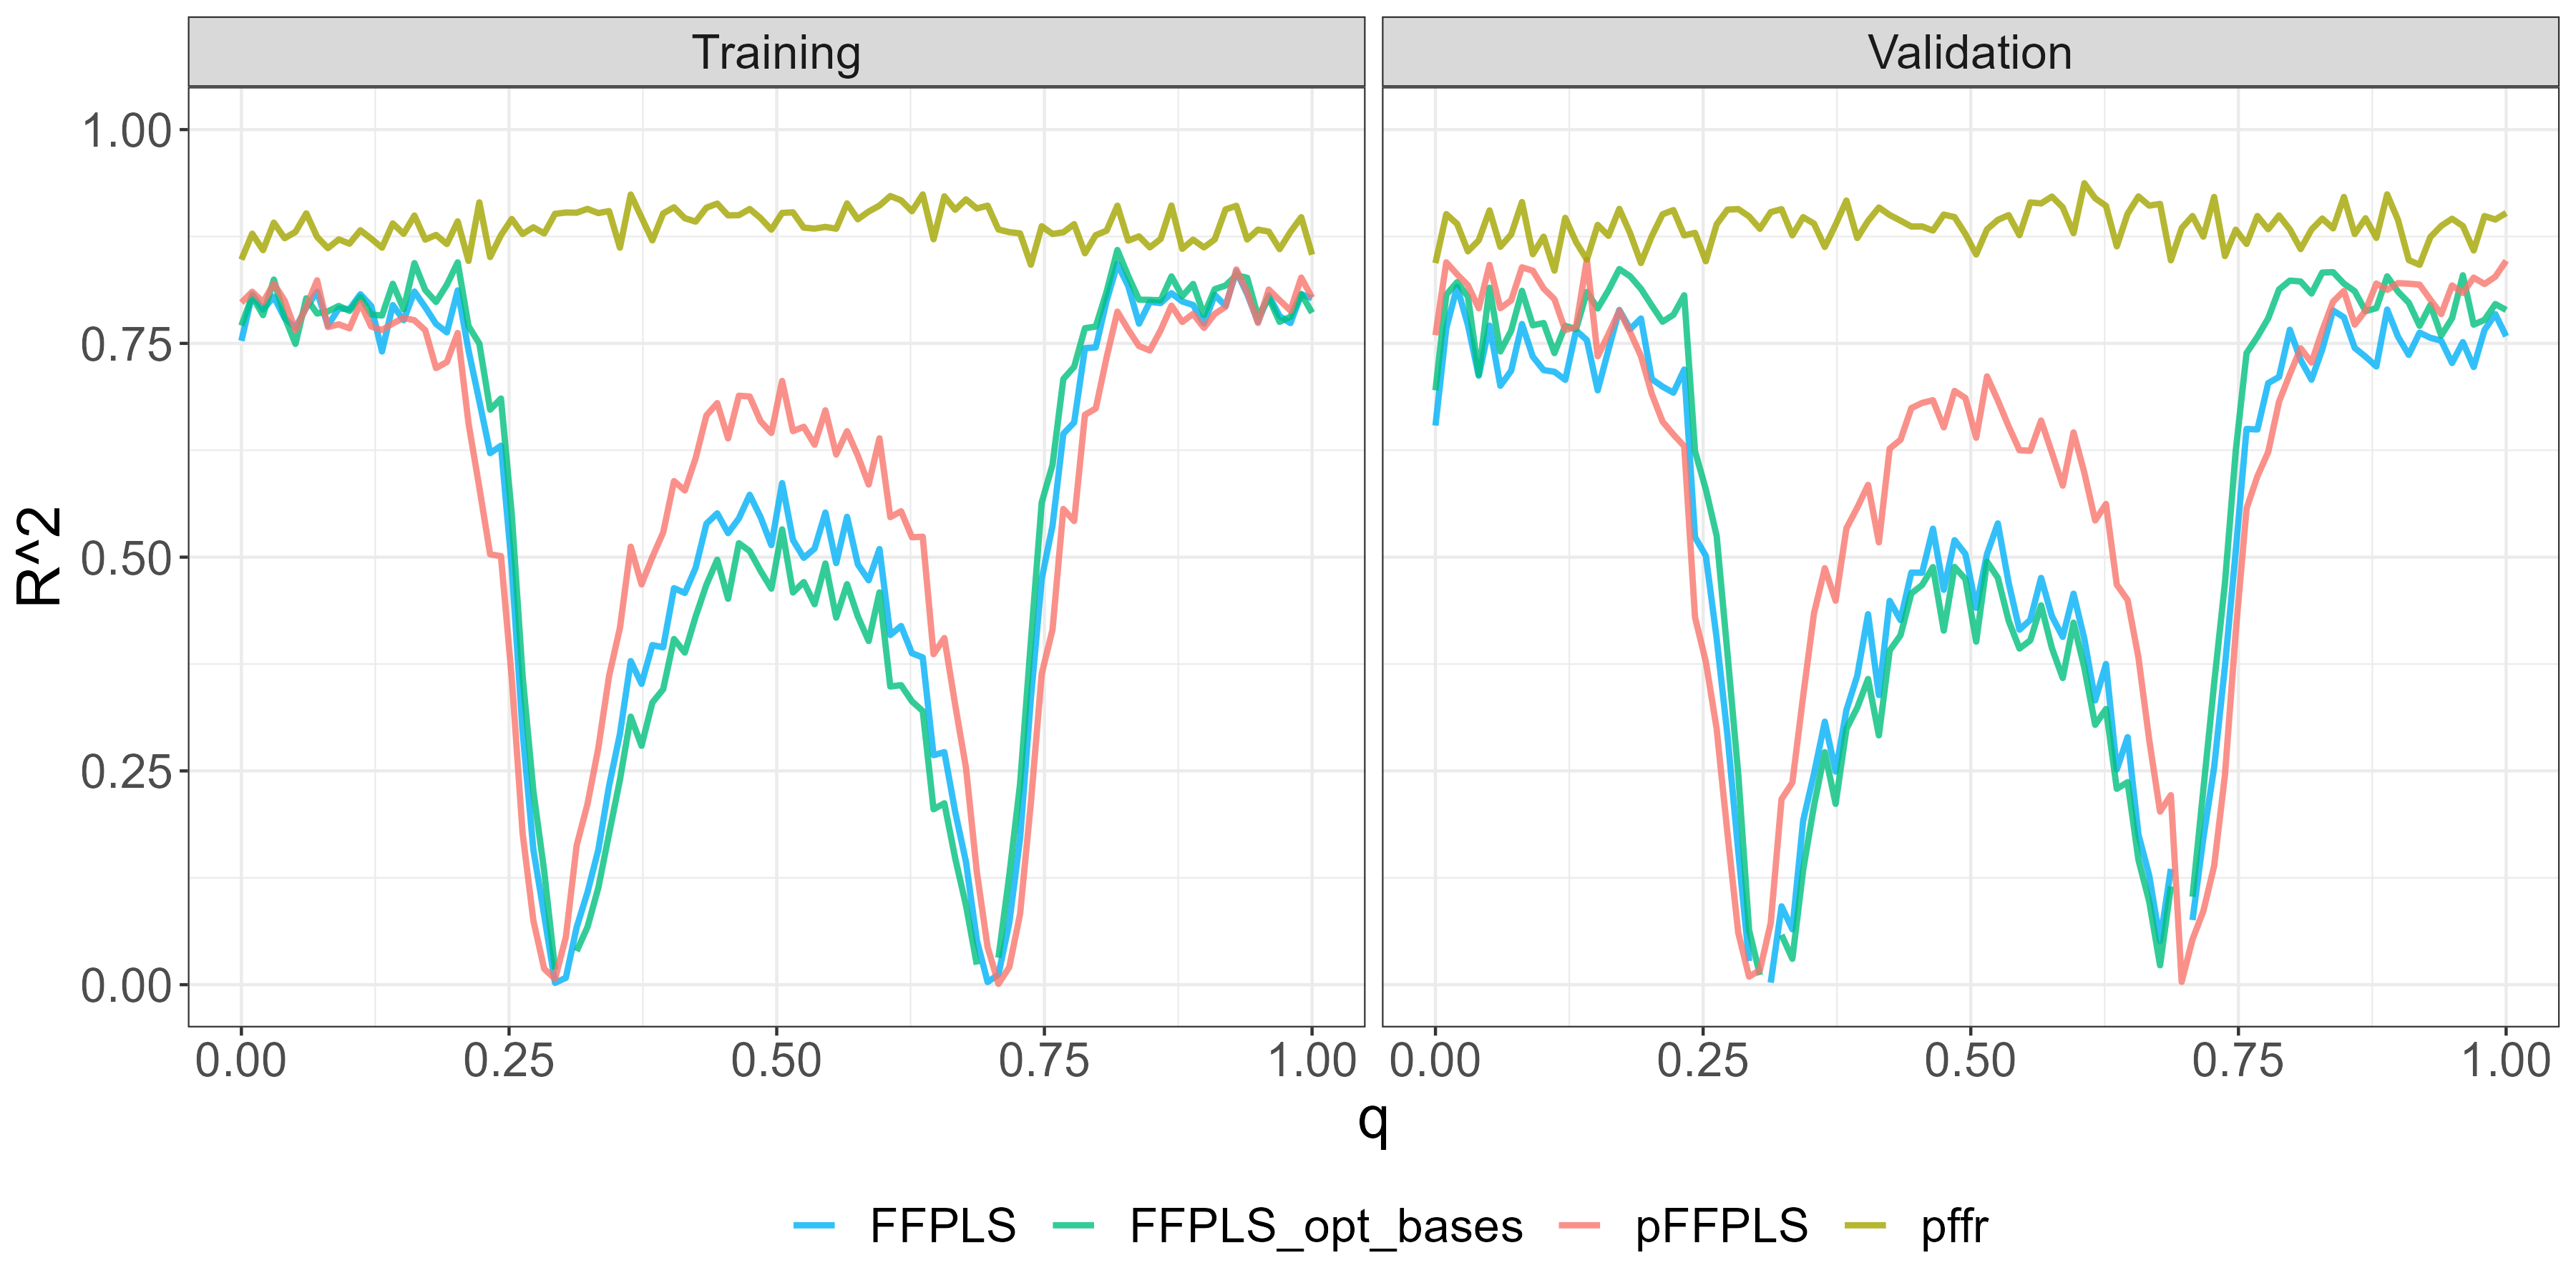 Training Validation
1.00
0.75
0.50
0.25
0.00
R^2
0.00 0.25 0.50 0.75 1.00 0.00 0.25 0.50 0.75 1.00
q
FFPLS FFPLS_opt_bases pFFPLS pffr